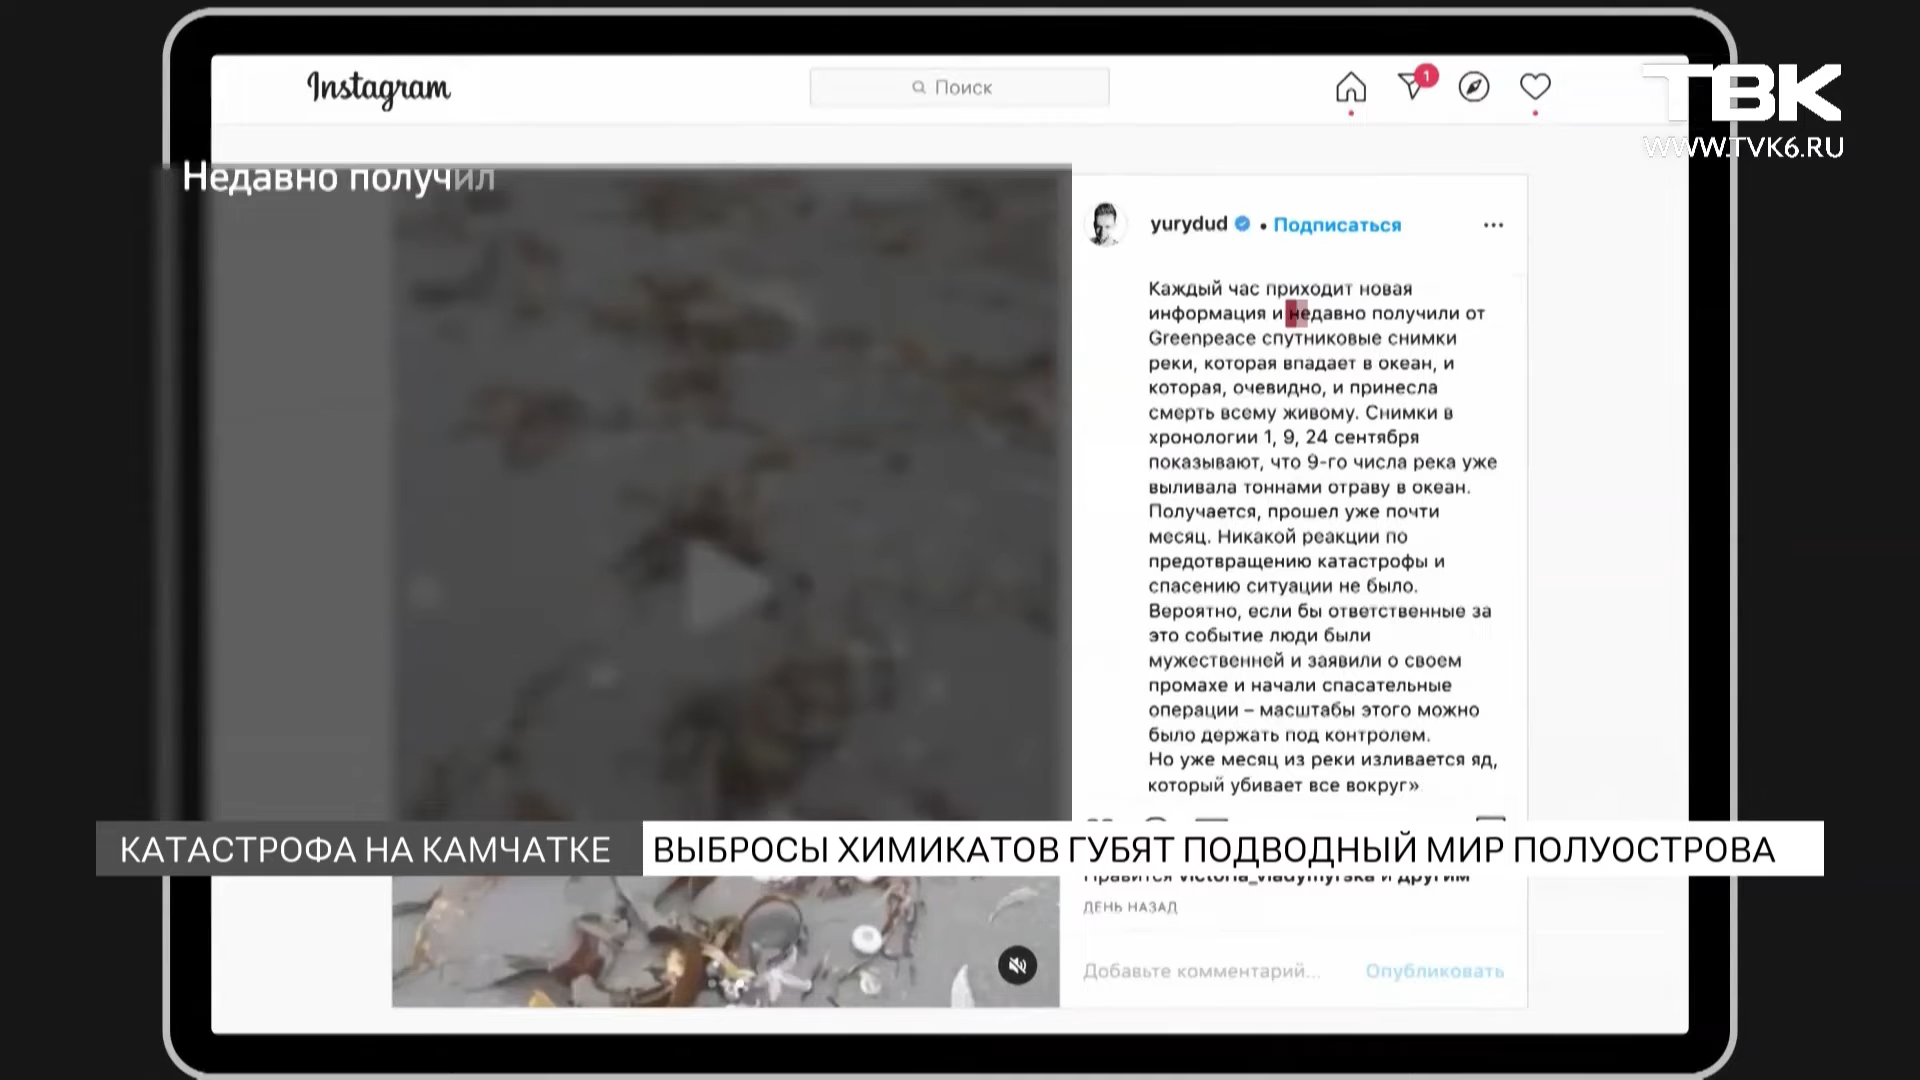 Instagram
Поиск
1
ТВК
WWW.TVK6.RU
Недавно получил
yurydud • Подписаться
Каждый час приходит новая
информация и недавно получили от
Greenpeace спутниковые снимки
реки, которая впадает в океан, и
которая, очевидно, и принесла
смерть всему живому. Снимки в
хронологии 1, 9, 24 сентября
показывают, что 9-го числа река уже
выливала тоннами отраву в океан.
Получается, прошел уже почти
месяц. Никакой реакции по
предотвращению катастрофы и
спасению ситуации не было.
Вероятно, если бы ответственные за
это событие люди были
мужественней и заявили о своем
промахе и начали спасательные
операции – масштабы этого можно
было держать под контролем.
Но уже месяц из реки изливается яд,
который убивает все вокруг»
КАТАСТРОФА НА КАМЧАТКЕ ВЫБРОСЫ ХИМИКАТОВ ГУБЯТ ПОДВОДНЫЙ МИР ПОЛУОСТРОВА
Нравится victoria_vladymyrska и другим
ДЕНЬ НАЗАД
Добавьте комментарий... Опубликовать